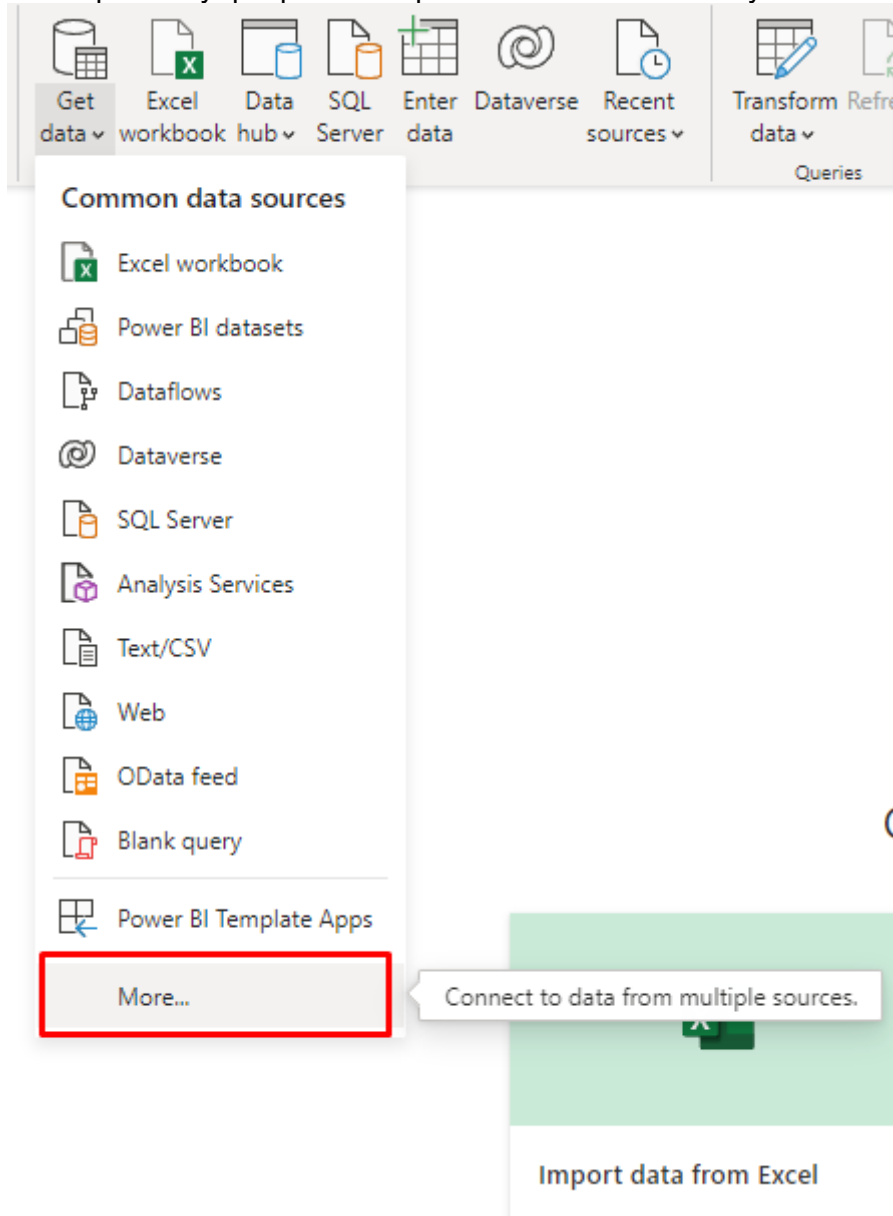 Get data
Excel workbook
Data hub
SQL Server
Enter data
Dataverse
Recent sources
Transform data
Queries
Common data sources
Excel workbook
Power BI datasets
Dataflows
Dataverse
SQL Server
Analysis Services
Text/CSV
Web
OData feed
Blank query
Power BI Template Apps
More...
Connect to data from multiple sources.
Import data from Excel